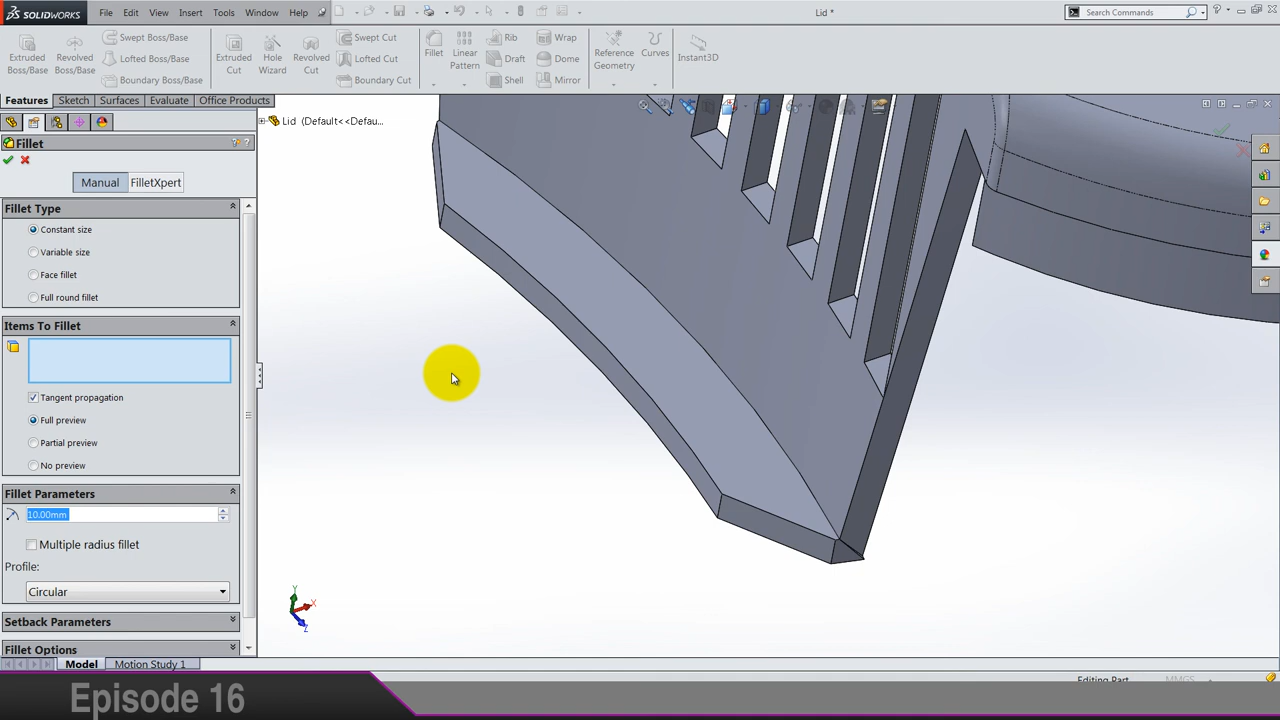 SOLIDWORKS
File Edit View Insert Tools Window Help
Lid *
Search Commands
Extruded Boss/Base
Revolved Boss/Base
Swept Boss/Base
Lofted Boss/Base
Boundary Boss/Base
Extruded Cut
Hole Wizard
Revolved Cut
Swept Cut
Lofted Cut
Boundary Cut
Fillet
Linear Pattern
Rib
Draft
Shell
Wrap
Dome
Mirror
Reference Geometry
Curves
Instant3D
Features Sketch Surfaces Evaluate Office Products
Lid (Default<<Defau...
Fillet
Manual FilletXpert
Fillet Type
Constant size
Variable size
Face fillet
Full round fillet
Items To Fillet
Tangent propagation
Full preview
Partial preview
No preview
Fillet Parameters
10.00mm
Multiple radius fillet
Profile:
Circular
Setback Parameters
Fillet Options
Y
X
Z
Model Motion Study 1
Editing Part
MMGS
Episode 16